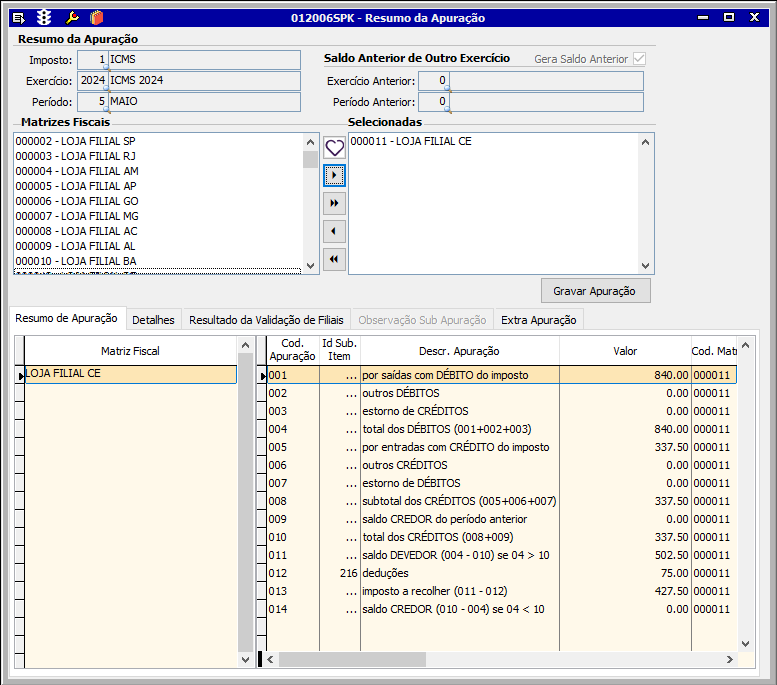 012006SPK - Resumo da Apuração
Resumo da Apuração
Imposto: 1 ICMS
Exercício: 2024 ICMS 2024
Período: 5 MAIO
Saldo Anterior de Outro Exercício Gera Saldo Anterior
Exercício Anterior: 0
Período Anterior: 0
Matrizes Fiscais
000002 - LOJA FILIAL SP
000003 - LOJA FILIAL RJ
000004 - LOJA FILIAL AM
000005 - LOJA FILIAL AP
000006 - LOJA FILIAL GO
000007 - LOJA FILIAL MG
000008 - LOJA FILIAL AC
000009 - LOJA FILIAL AL
000010 - LOJA FILIAL BA
Selecionadas
000011 - LOJA FILIAL CE
Gravar Apuração
Resumo de Apuração Detalhes Resultado da Validação de Filiais Observação Sub Apuração Extra Apuração
Matriz Fiscal
LOJA FILIAL CE
Cod. Apuração Id Sub. Item Descr. Apuração Valor Cod. Matr
001 ... por saídas com DÉBITO do imposto 840.00 000011
002 ... outros DÉBITOS 0.00 000011
003 ... estorno de CRÉDITOS 0.00 000011
004 ... total dos DÉBITOS (001+002+003) 840.00 000011
005 ... por entradas com CRÉDITO do imposto 337.50 000011
006 ... outros CRÉDITOS 0.00 000011
007 ... estorno de DÉBITOS 0.00 000011
008 ... subtotal dos CRÉDITOS (005+006+007) 337.50 000011
009 ... saldo CREDOR do período anterior 0.00 000011
010 ... total dos CRÉDITOS (008+009) 337.50 000011
011 ... saldo DEVEDOR (004 - 010) se 04 > 10 502.50 000011
012 216 deduções 75.00 000011
013 ... imposto a recolher (011 - 012) 427.50 000011
014 ... saldo CREDOR (010 - 004) se 04 < 10 0.00 000011